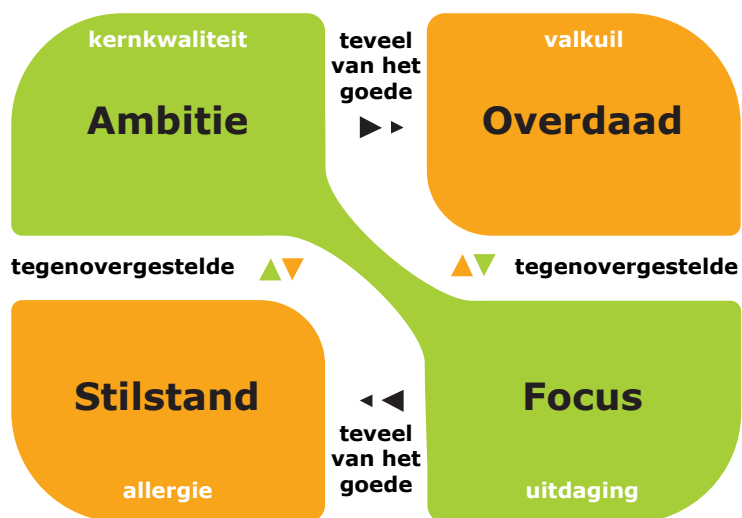 kernkwaliteit
Ambitie
teveel
van het
goede
valkuil
Overdaad
tegenovergestelde
tegenovergestelde
Stilstand
allergie
teveel
van het
goede
Focus
uitdaging